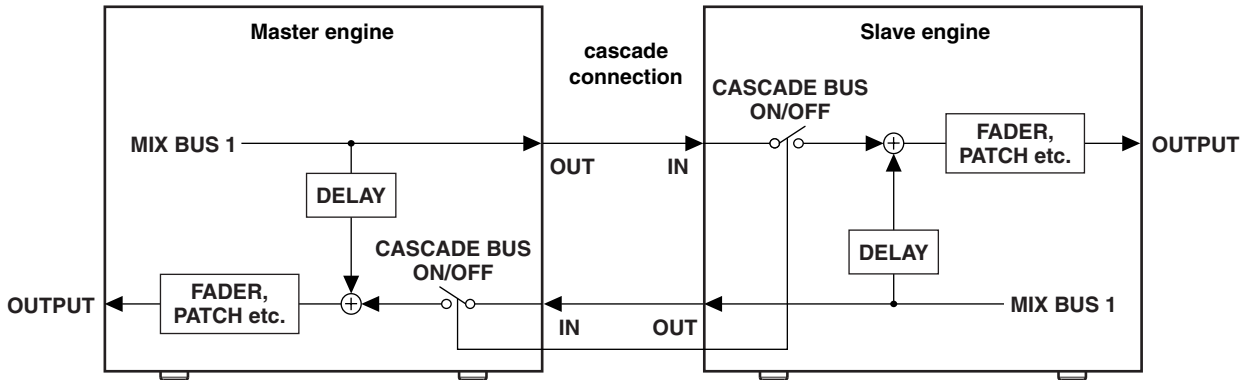 Master engine
cascade
connection
Slave engine
CASCADE BUS
ON/OFF
MIX BUS 1
OUT
IN
FADER,
PATCH etc.
OUTPUT
DELAY
CASCADE BUS
ON/OFF
DELAY
OUTPUT
FADER,
PATCH etc.
IN
OUT
MIX BUS 1